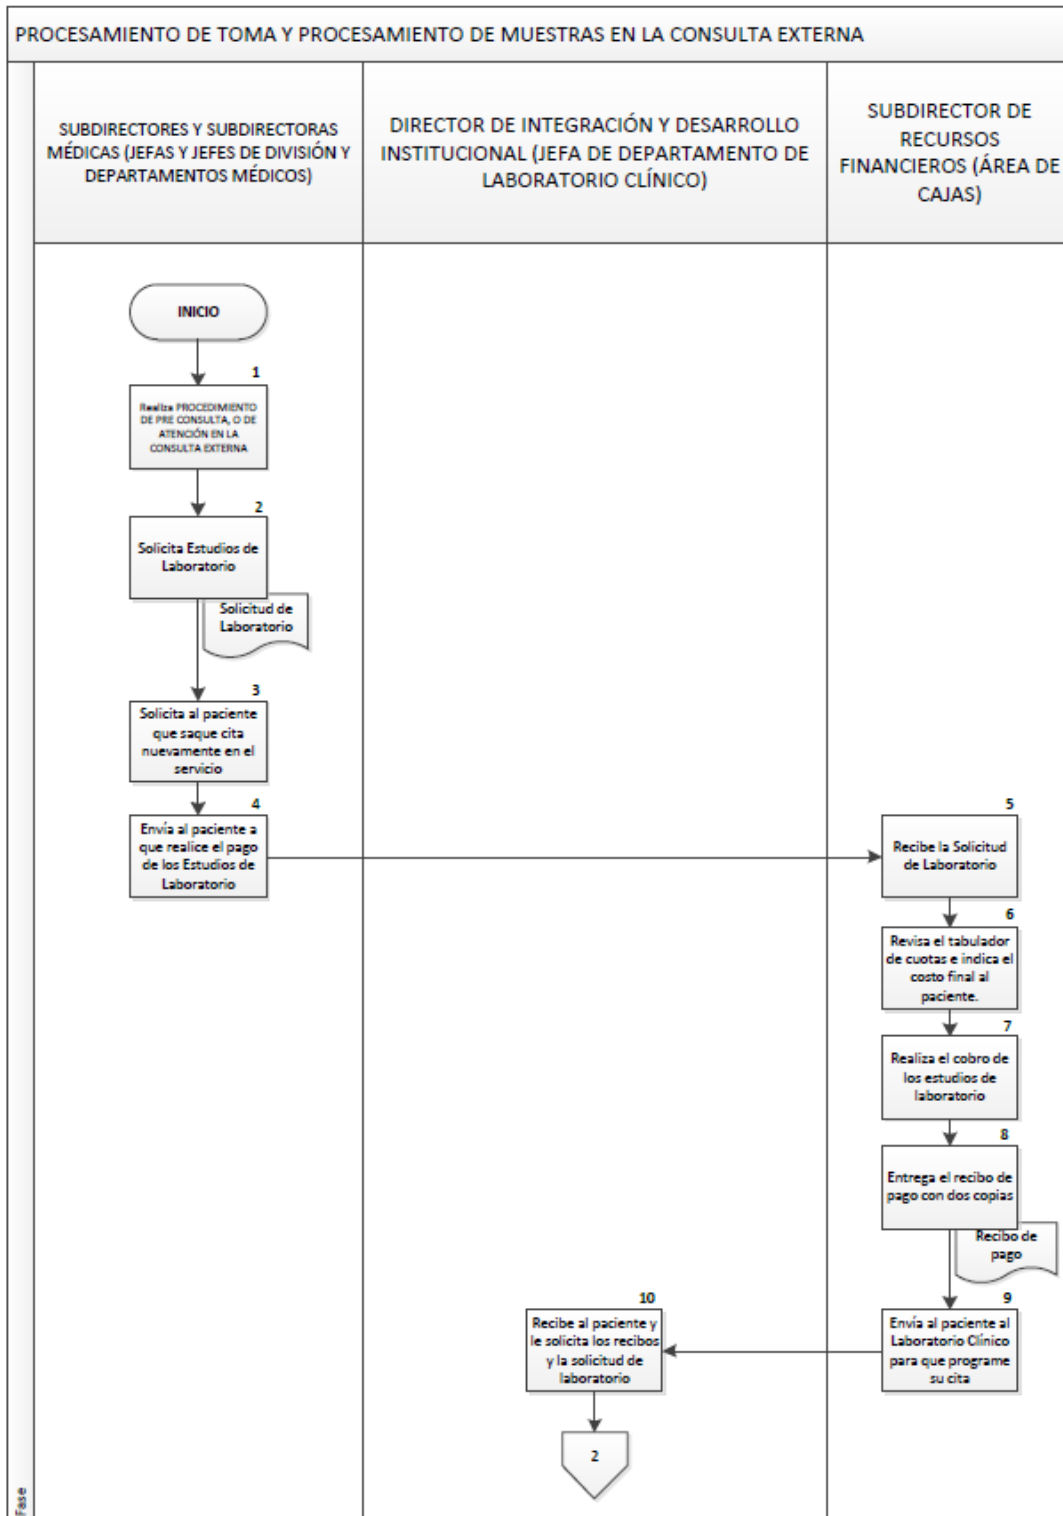 PROCESAMIENTO DE TOMA Y PROCESAMIENTO DE MUESTRAS EN LA CONSULTA EXTERNA
SUBDIRECTORES Y SUBDIRECTORAS
MÉDICAS (JEFAS Y JEFES DE DIVISIÓN Y
DEPARTAMENTOS MÉDICOS)
DIRECTOR DE INTEGRACIÓN Y DESARROLLO
INSTITUCIONAL (JEFA DE DEPARTAMENTO DE
LABORATORIO CLÍNICO)
SUBDIRECTOR DE
RECURSOS
FINANCIEROS (ÁREA DE
CAJAS)
INICIO
1
Realiza PROCEDIMIENTO
DE PRE CONSULTA, O DE
ATENCIÓN EN LA
CONSULTA EXTERNA
2
Solicita Estudios de
Laboratorio
Solicitud de
Laboratorio
3
Solicita al paciente
que saque cita
nuevamente en el
servicio
4
Envía al paciente a
que realice el pago
de los Estudios de
Laboratorio
5
Recibe la Solicitud
de Laboratorio
6
Revisa el tabulador
de cuotas e indica el
costo final al
paciente.
7
Realiza el cobro de
los estudios de
laboratorio
8
Entrega el recibo de
pago con dos copias
Recibo de
pago
9
Envía al paciente al
Laboratorio Clínico
para que programe
su cita
10
Recibe al paciente y
le solicita los recibos
y la solicitud de
laboratorio
2
Fase